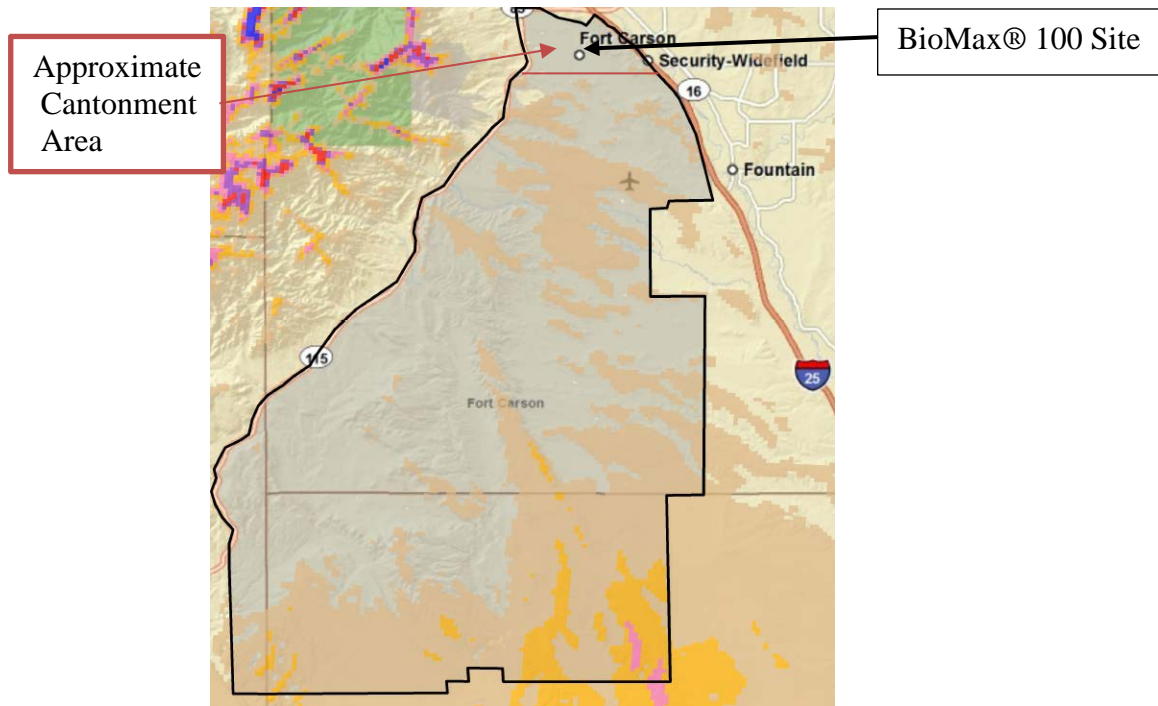 Approximate
Cantonment
Area
BioMax® 100 Site
Fort Carson
Security-Widefield
16
Fountain
115
25
Fort Carson